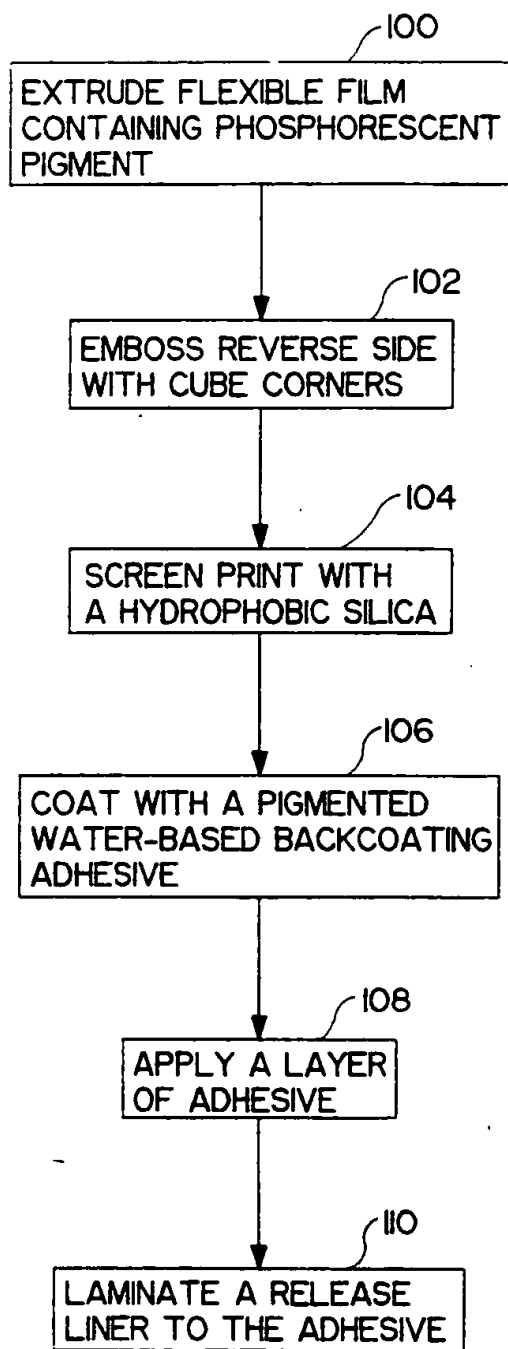 100
EXTRUDE FLEXIBLE FILM
CONTAINING PHOSPHORESCENT
PIGMENT
102
EMBOSS REVERSE SIDE
WITH CUBE CORNERS
104
SCREEN PRINT WITH
A HYDROPHOBIC SILICA
106
COAT WITH A PIGMENTED
WATER-BASED BACKCOATING
ADHESIVE
108
APPLY A LAYER
OF ADHESIVE
110
LAMINATE A RELEASE
LINER TO THE ADHESIVE